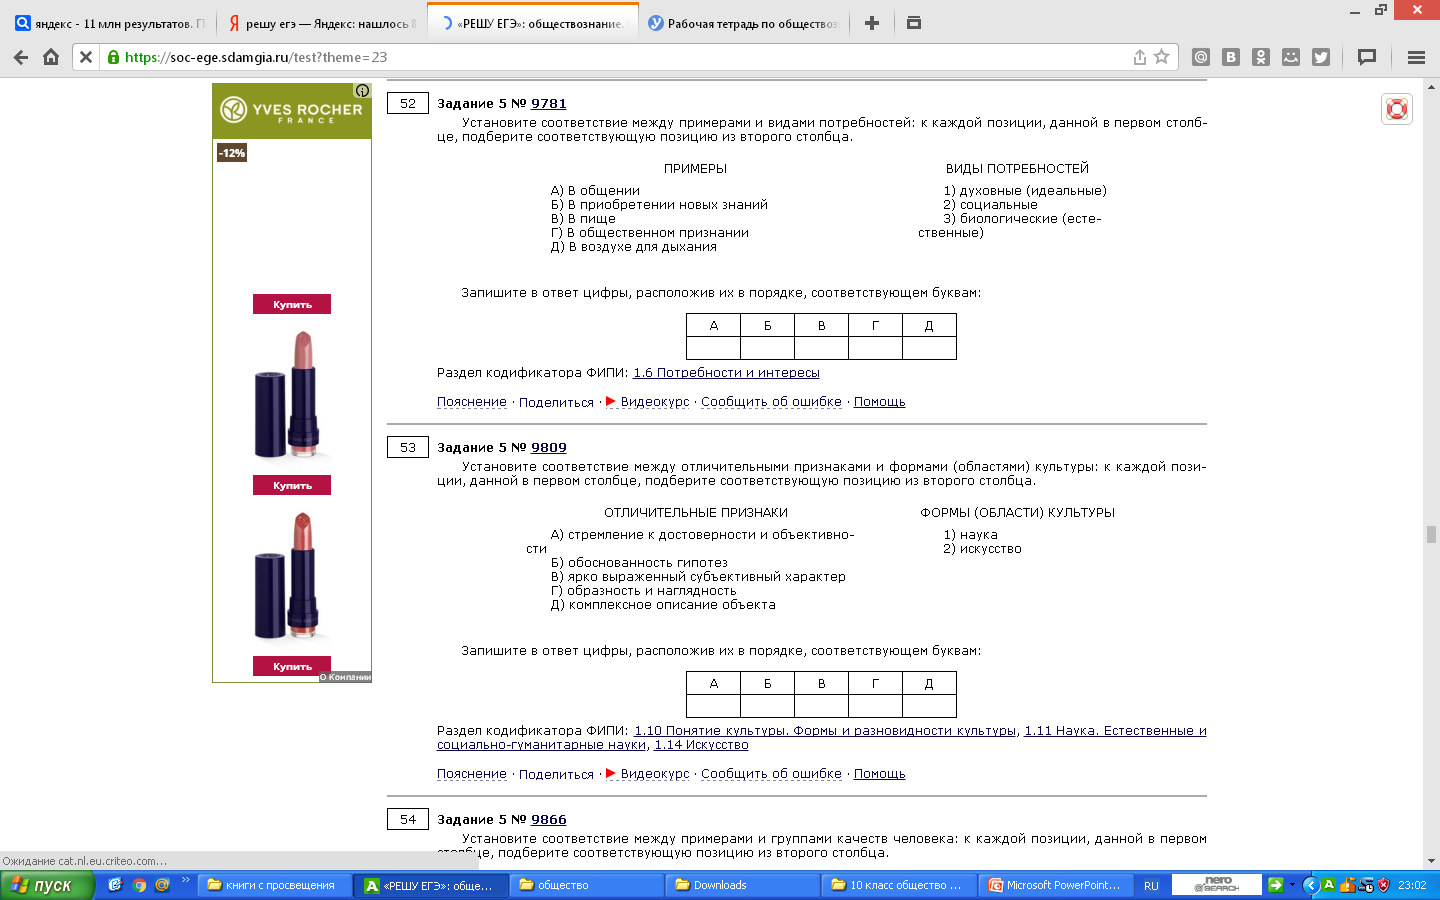 яндекс - 11 млн результатов. П
решу егэ — Яндекс: нашлось 8
«РЕШУ ЕГЭ»: обществознание.
Рабочая тетрадь по обществоз
https://soc-ege.sdamgia.ru/test?theme=23
YVES ROCHER
FRANCE
-12%
Купить
Купить
Купить
О Компании
52
Задание 5 № 9781
Установите соответствие между примерами и видами потребностей: к каждой позиции, данной в первом столб-
це, подберите соответствующую позицию из второго столбца.
ПРИМЕРЫ
А) В общении
Б) В приобретении новых знаний
В) В пище
Г) В общественном признании
Д) В воздухе для дыхания
ВИДЫ ПОТРЕБНОСТЕЙ
1) духовные (идеальные)
2) социальные
3) биологические (есте-
ственные)
Запишите в ответ цифры, расположив их в порядке, соответствующем буквам:
А Б В Г Д
Раздел кодификатора ФИПИ: 1.6 Потребности и интересы
Пояснение · Поделиться · Видеокурс · Сообщить об ошибке · Помощь
53
Задание 5 № 9809
Установите соответствие между отличительными признаками и формами (областями) культуры: к каждой пози-
ции, данной в первом столбце, подберите соответствующую позицию из второго столбца.
ОТЛИЧИТЕЛЬНЫЕ ПРИЗНАКИ
А) стремление к достоверности и объективно-
сти
Б) обоснованность гипотез
В) ярко выраженный субъективный характер
Г) образность и наглядность
Д) комплексное описание объекта
ФОРМЫ (ОБЛАСТИ) КУЛЬТУРЫ
1) наука
2) искусство
Запишите в ответ цифры, расположив их в порядке, соответствующем буквам:
А Б В Г Д
Раздел кодификатора ФИПИ: 1.10 Понятие культуры. Формы и разновидности культуры, 1.11 Наука. Естественные и
социально-гуманитарные науки, 1.14 Искусство
Пояснение · Поделиться · Видеокурс · Сообщить об ошибке · Помощь
54
Задание 5 № 9866
Установите соответствие между примерами и группами качеств человека: к каждой позиции, данной в первом
столбце, подберите соответствующую позицию из второго столбца.
Ожидание cat.nl.eu.criteo.com...
пуск
книги с просвещения
«РЕШУ ЕГЭ»: обще...
общество
Downloads
10 класс общество ...
Microsoft PowerPoint...
RU
nero
SEARCH
23:02